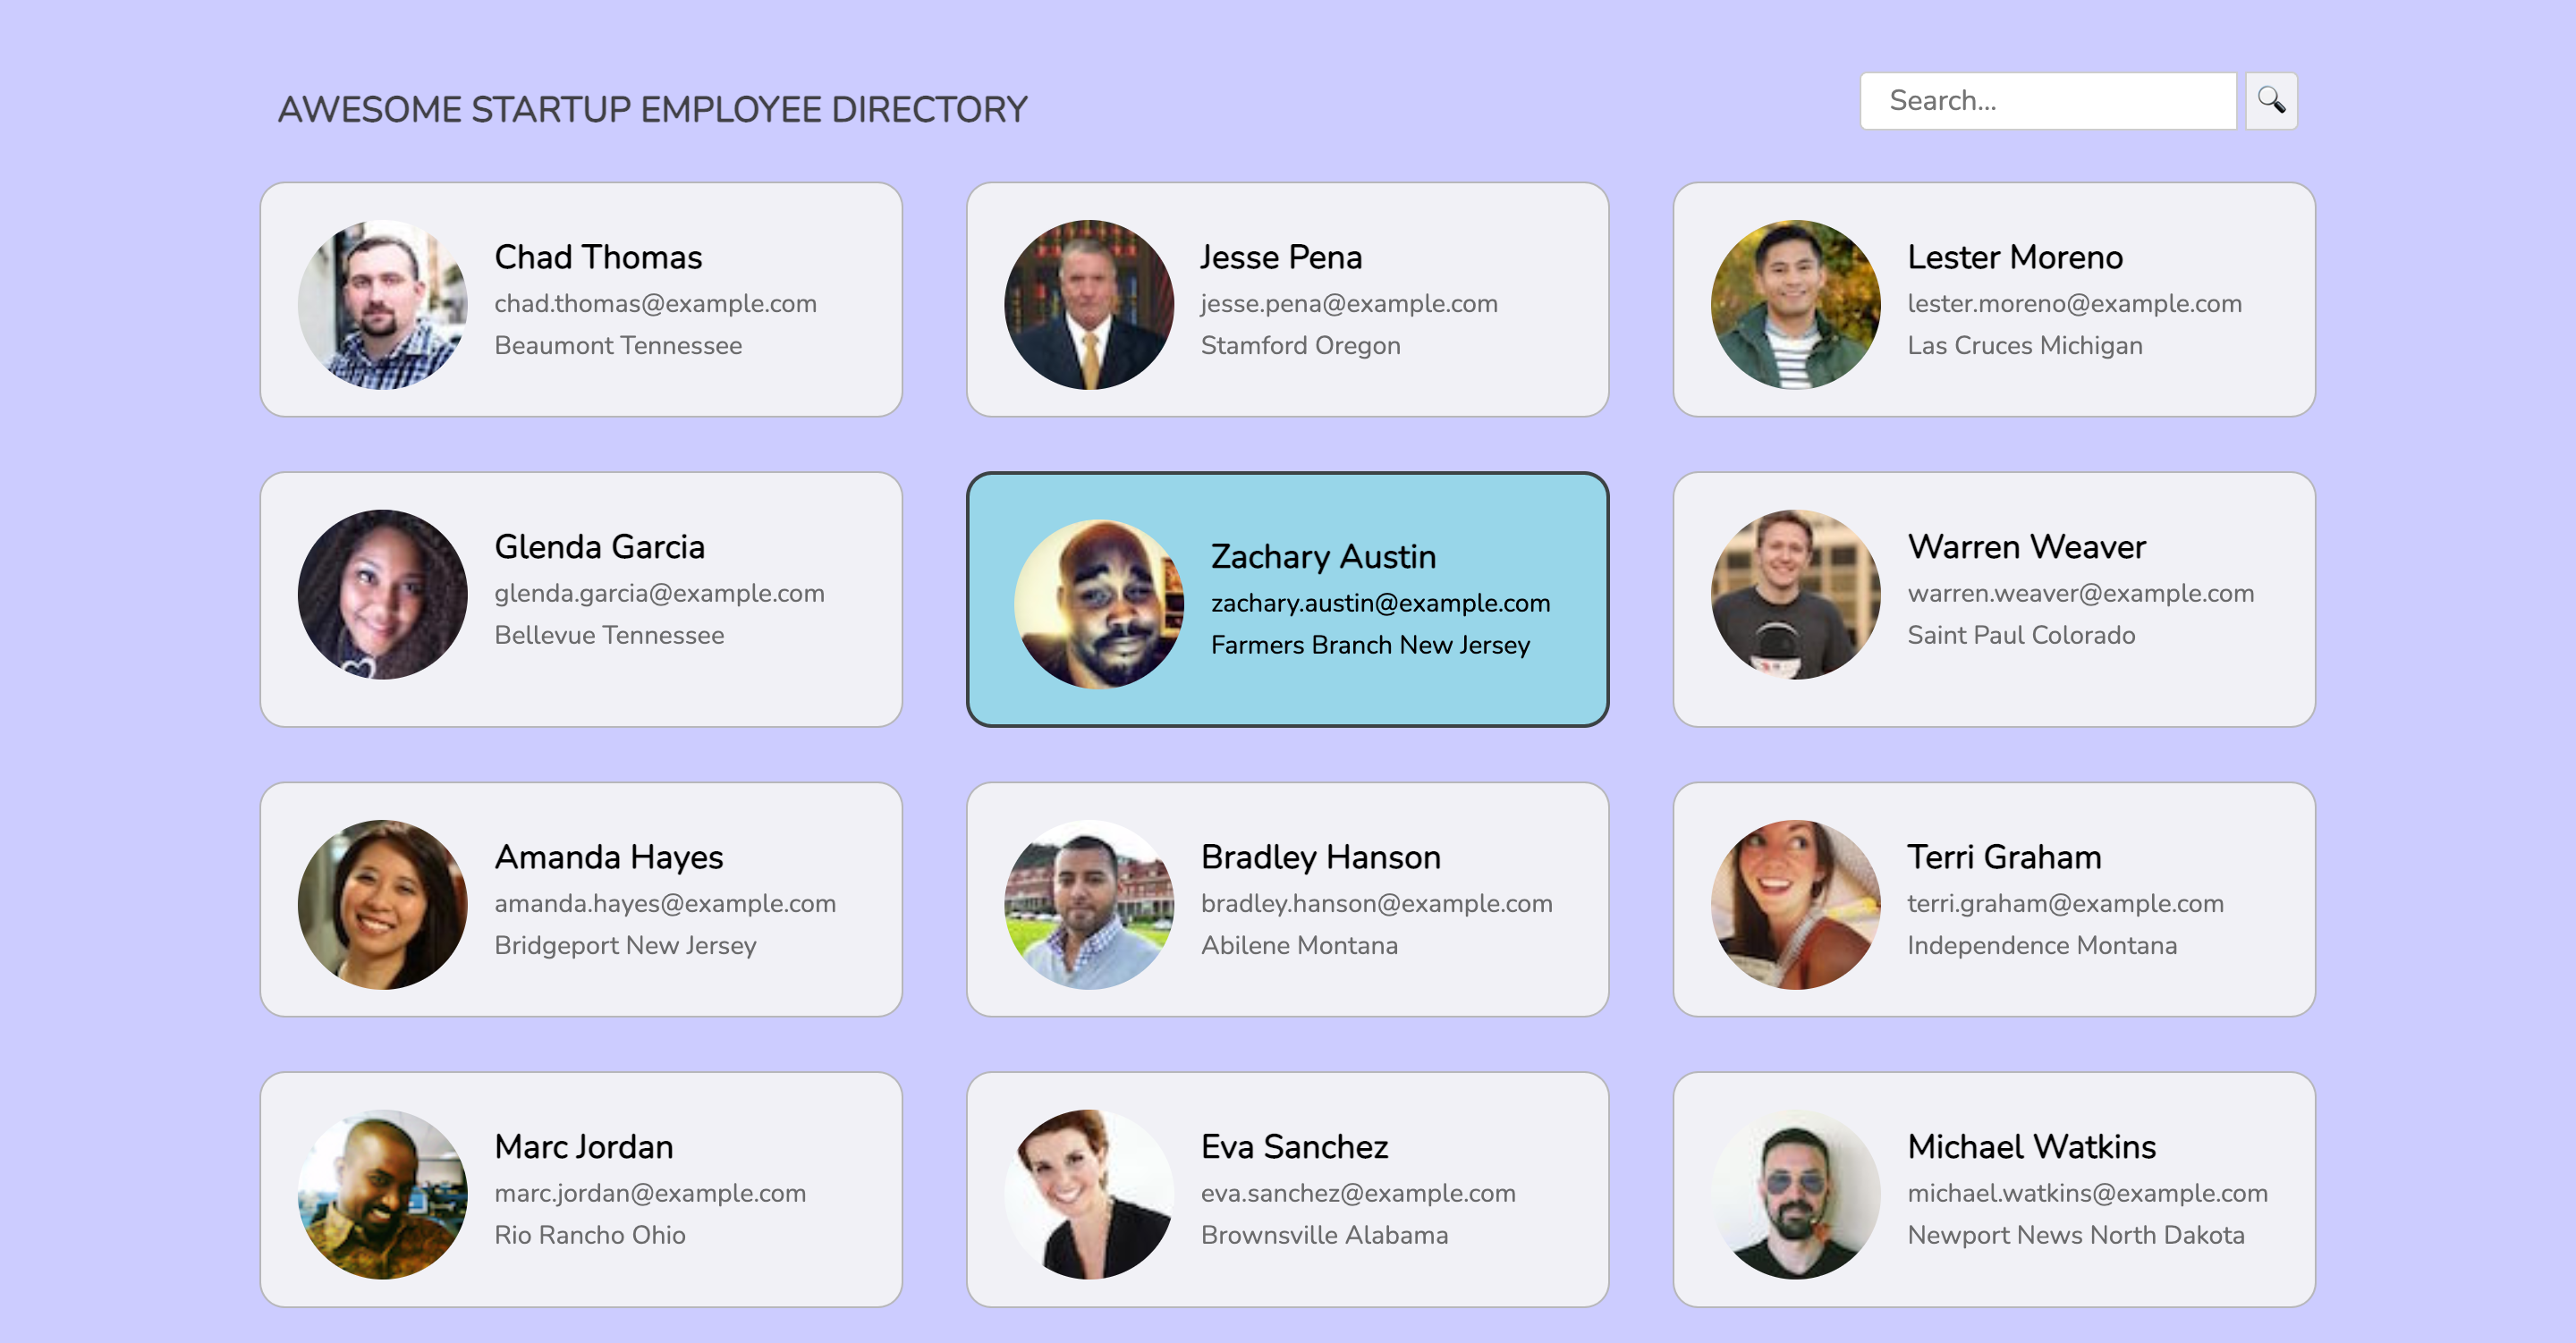 AWESOME STARTUP EMPLOYEE DIRECTORY
Search...
Chad Thomas
chad.thomas@example.com
Beaumont Tennessee
Jesse Pena
jesse.pena@example.com
Stamford Oregon
Lester Moreno
lester.moreno@example.com
Las Cruces Michigan
Glenda Garcia
glenda.garcia@example.com
Bellevue Tennessee
Zachary Austin
zachary.austin@example.com
Farmers Branch New Jersey
Warren Weaver
warren.weaver@example.com
Saint Paul Colorado
Amanda Hayes
amanda.hayes@example.com
Bridgeport New Jersey
Bradley Hanson
bradley.hanson@example.com
Abilene Montana
Terri Graham
terri.graham@example.com
Independence Montana
Marc Jordan
marc.jordan@example.com
Rio Rancho Ohio
Eva Sanchez
eva.sanchez@example.com
Brownsville Alabama
Michael Watkins
michael.watkins@example.com
Newport News North Dakota